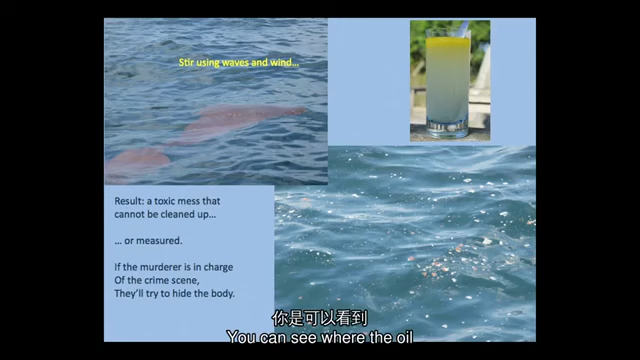 Stir using waves and wind…
Result: a toxic mess that
cannot be cleaned up…
… or measured.
If the murderer is in charge
Of the crime scene,
They'll try to hide the body.
你是可以看到
You can see where the oil